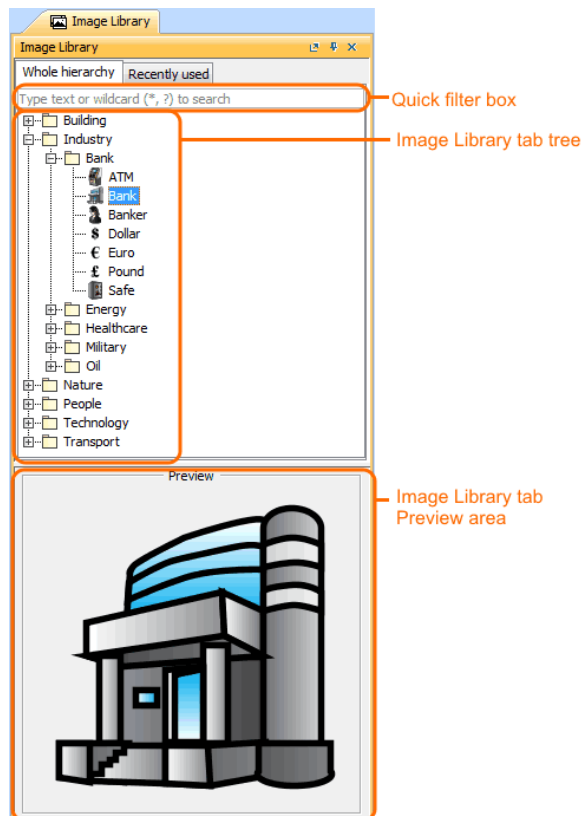 Image Library
Image Library
Whole hierarchy Recently used
Type text or wildcard (*, ?) to search
Quick filter box
Building
Image Library tab tree
Industry
Bank
ATM
Bank
Banker
$ Dollar
€ Euro
£ Pound
Safe
Energy
Healthcare
Military
Oil
Nature
People
Technology
Transport
Preview
Image Library tab
Preview area